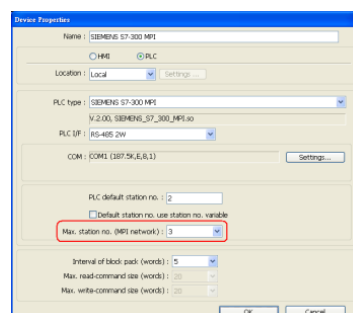 Device Properties
Name : SIEMENS S7-300 MPI
HMI PLC
Location : Local Settings ...
PLC type : SIEMENS S7-300 MPI
V.2.00, SIEMENS_S7_300_MPI.so
PLC I/F : RS-485 2W
COM : COM1 (187.5K,E,8,1) Settings...
PLC default station no. : 2
Default station no. use station no. variable
Max. station no. (MPI network) : 3
Interval of block pack (words) : 5
Max. read-command size (words) : 20
Max. write-command size (words) : 20
OK Cancel